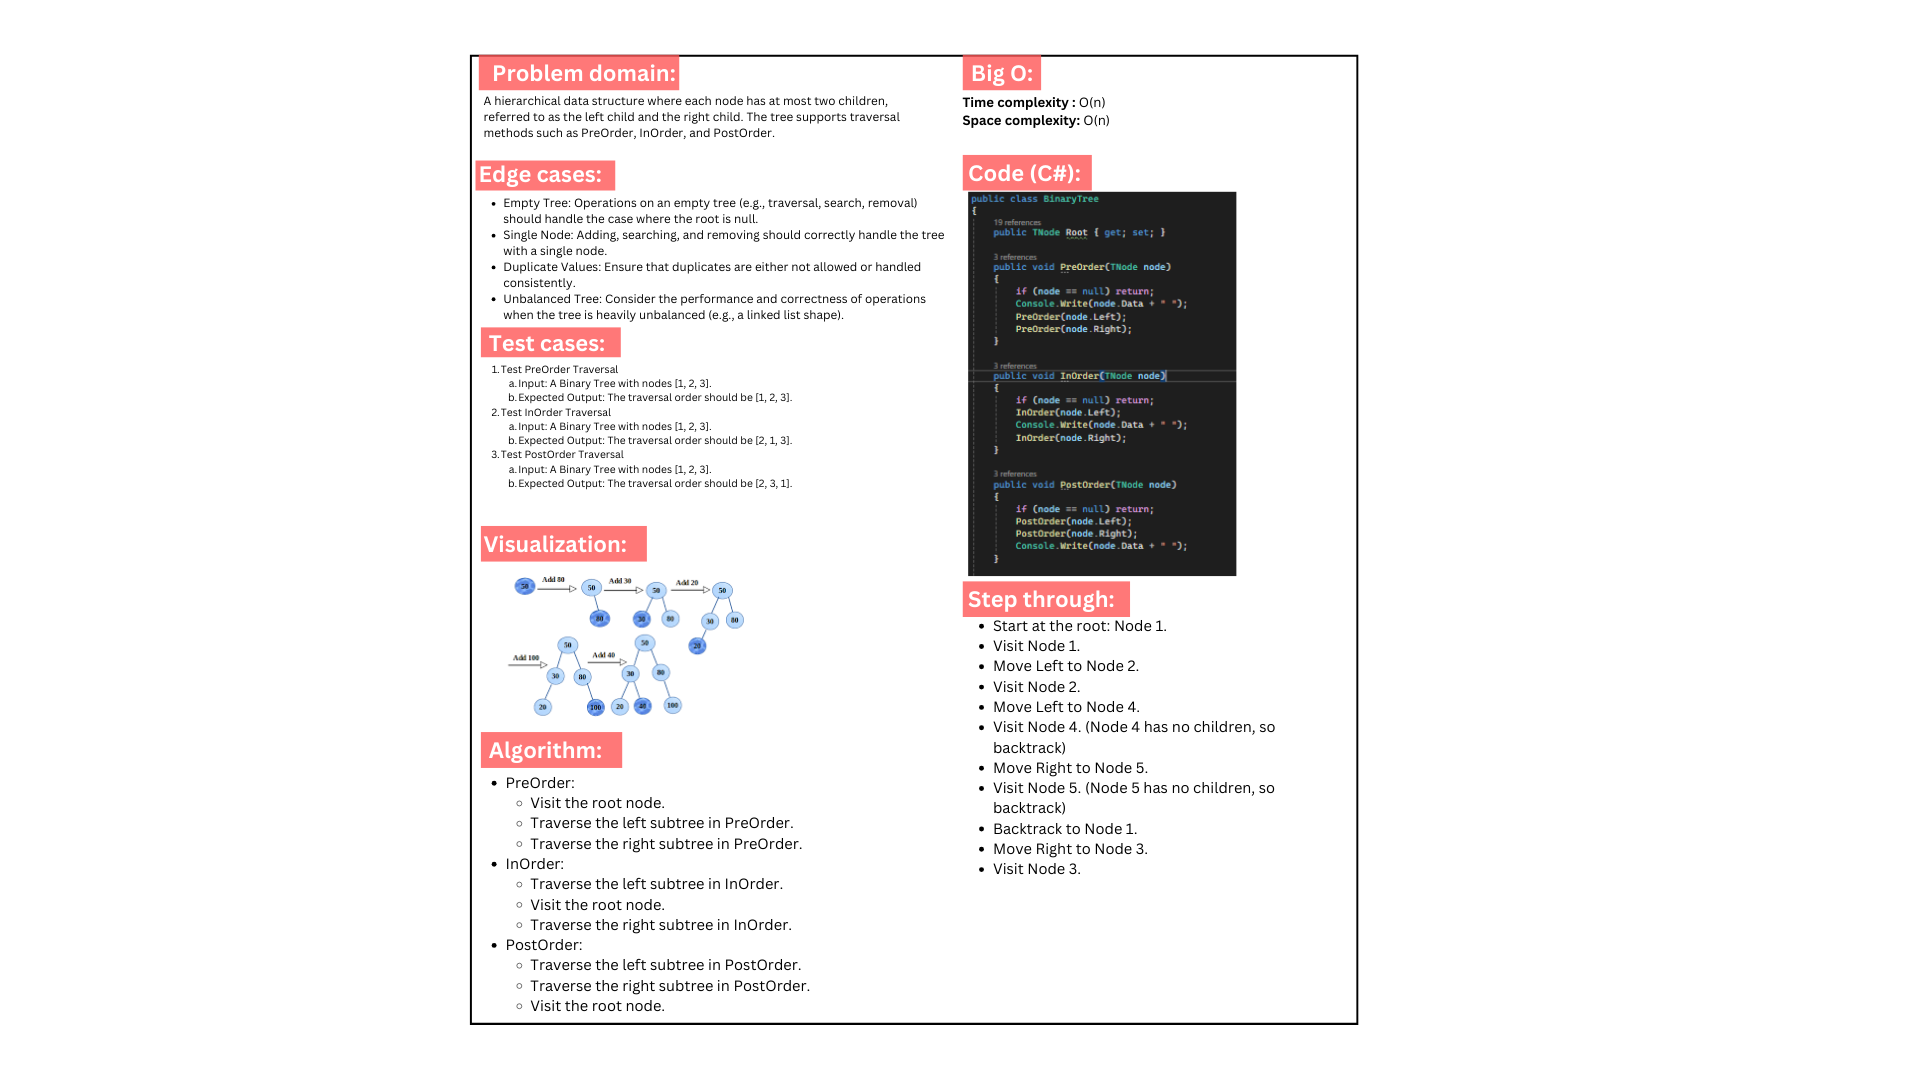 Problem domain:
A hierarchical data structure where each node has at most two children,
referred to as the left child and the right child. The tree supports traversal
methods such as PreOrder, InOrder, and PostOrder.
Edge cases:
• Empty Tree: Operations on an empty tree (e.g., traversal, search, removal)
should handle the case where the root is null.
• Single Node: Adding, searching, and removing should correctly handle the tree
with a single node.
• Duplicate Values: Ensure that duplicates are either not allowed or handled
consistently.
• Unbalanced Tree: Consider the performance and correctness of operations
when the tree is heavily unbalanced (e.g., a linked list shape).
Test cases:
1. Test PreOrder Traversal
a. Input: A Binary Tree with nodes [1, 2, 3].
b. Expected Output: The traversal order should be [1, 2, 3].
2. Test InOrder Traversal
a. Input: A Binary Tree with nodes [1, 2, 3].
b. Expected Output: The traversal order should be [2, 1, 3].
3. Test PostOrder Traversal
a. Input: A Binary Tree with nodes [1, 2, 3].
b. Expected Output: The traversal order should be [2, 3, 1].
Visualization:
50 Add 80 50 Add 30 50 Add 20 50
80 30 80 30 80
20
Add 100 50 Add 40 50
30 80 30 80
20 100 20 40 100
Algorithm:
• PreOrder:
◦ Visit the root node.
◦ Traverse the left subtree in PreOrder.
◦ Traverse the right subtree in PreOrder.
• InOrder:
◦ Traverse the left subtree in InOrder.
◦ Visit the root node.
◦ Traverse the right subtree in InOrder.
• PostOrder:
◦ Traverse the left subtree in PostOrder.
◦ Traverse the right subtree in PostOrder.
◦ Visit the root node.
Big O:
Time complexity : O(n)
Space complexity: O(n)
Code (C#):
public class BinaryTree
{
19 references
public TNode Root { get; set; }
3 references
public void PreOrder(TNode node)
{
if (node == null) return;
Console.Write(node.Data + " ");
PreOrder(node.Left);
PreOrder(node.Right);
}
3 references
public void InOrder(TNode node)
{
if (node == null) return;
InOrder(node.Left);
Console.Write(node.Data + " ");
InOrder(node.Right);
}
3 references
public void PostOrder(TNode node)
{
if (node == null) return;
PostOrder(node.Left);
PostOrder(node.Right);
Console.Write(node.Data + " ");
}
Step through:
• Start at the root: Node 1.
• Visit Node 1.
• Move Left to Node 2.
• Visit Node 2.
• Move Left to Node 4.
• Visit Node 4. (Node 4 has no children, so
backtrack)
• Move Right to Node 5.
• Visit Node 5. (Node 5 has no children, so
backtrack)
• Backtrack to Node 1.
• Move Right to Node 3.
• Visit Node 3.